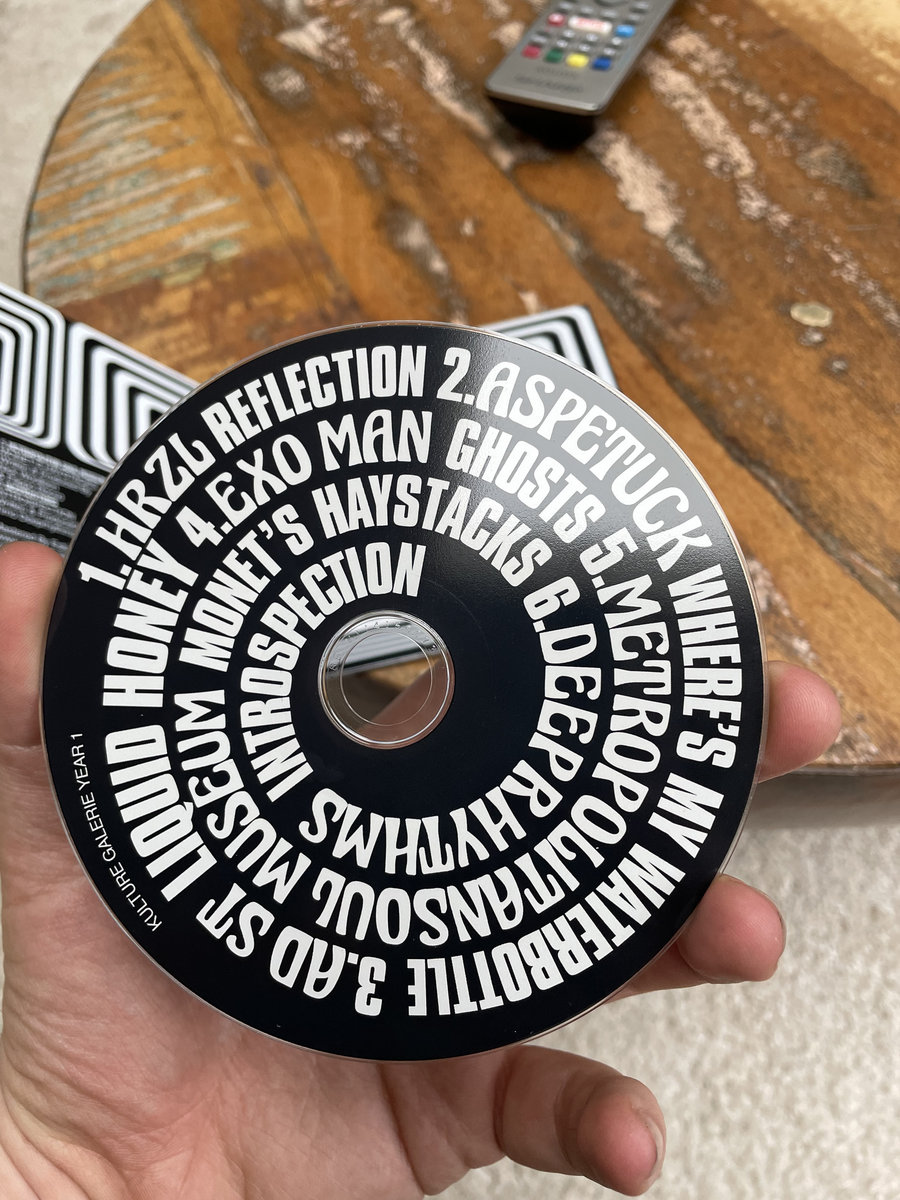 1.HRZL REFLECTION 2.ASPETUCK WHERE'S MY WATERBOTTLE 3.AD ST LIQUID HONEY 4.EXO MAN GHOSTS 5.METROPOLITANSOUL MUSEUM MONET'S HAYSTACKS 6.DEEP RHYTHMS INTROSPECTION
KULTURE GALERIE YEAR 1